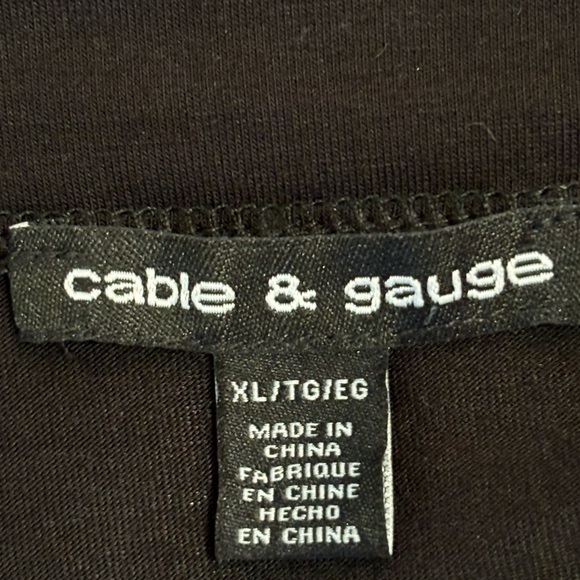 cable & gauge
XL/TG/EG
MADE IN
CHINA
FABRIQUE
EN CHINE
HECHO
EN CHINA